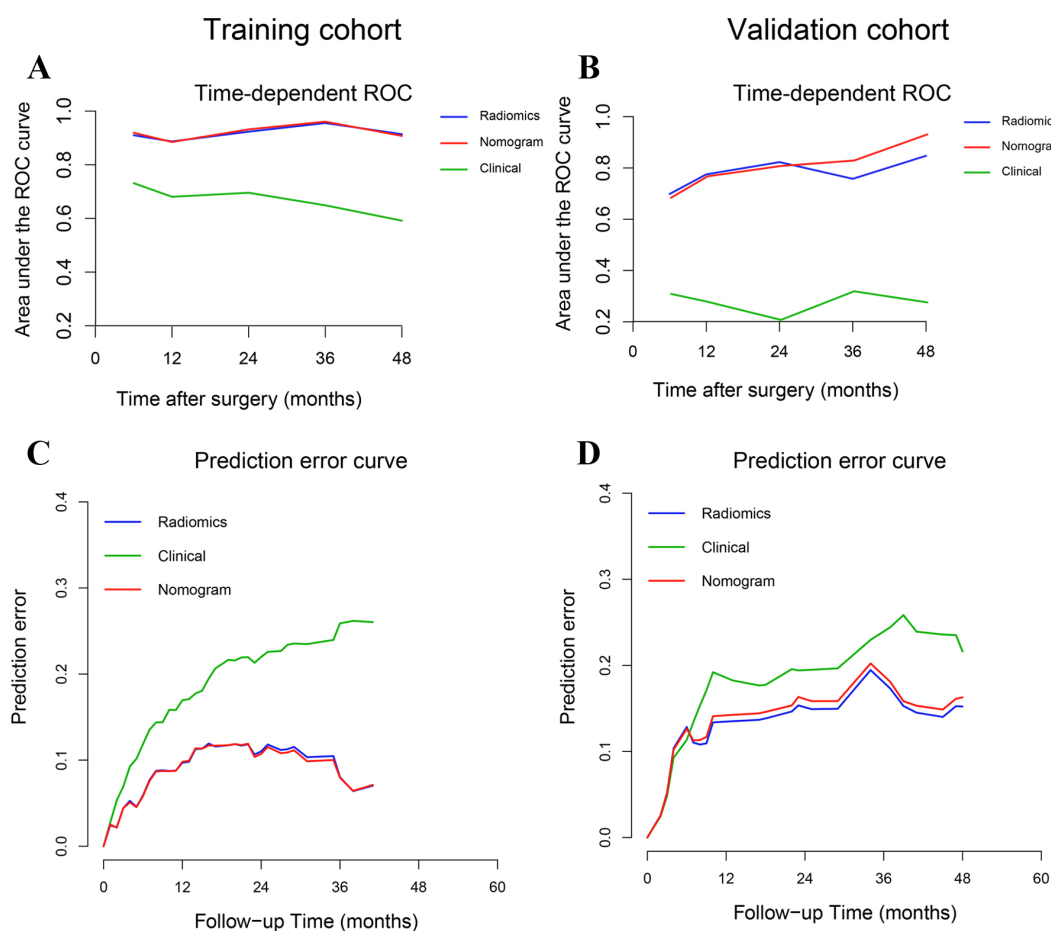 Training cohort
Validation cohort
A
Time-dependent ROC
Area under the ROC curve
1.0
0.8
0.6
0.4
0.2
0
12
24
36
48
Time after surgery (months)
Radiomics
Nomogram
Clinical
B
Time-dependent ROC
Area under the ROC curve
1.0
0.8
0.6
0.4
0.2
0
12
24
36
48
Time after surgery (months)
Radiomic
Nomogra
Clinical
C
Prediction error curve
Prediction error
0.4
0.3
0.2
0.1
0.0
Radiomics
Clinical
Nomogram
0
12
24
36
48
60
Follow-up Time (months)
D
Prediction error curve
Prediction error
0.4
0.3
0.2
0.1
0.0
Radiomics
Clinical
Nomogram
0
12
24
36
48
60
Follow-up Time (months)